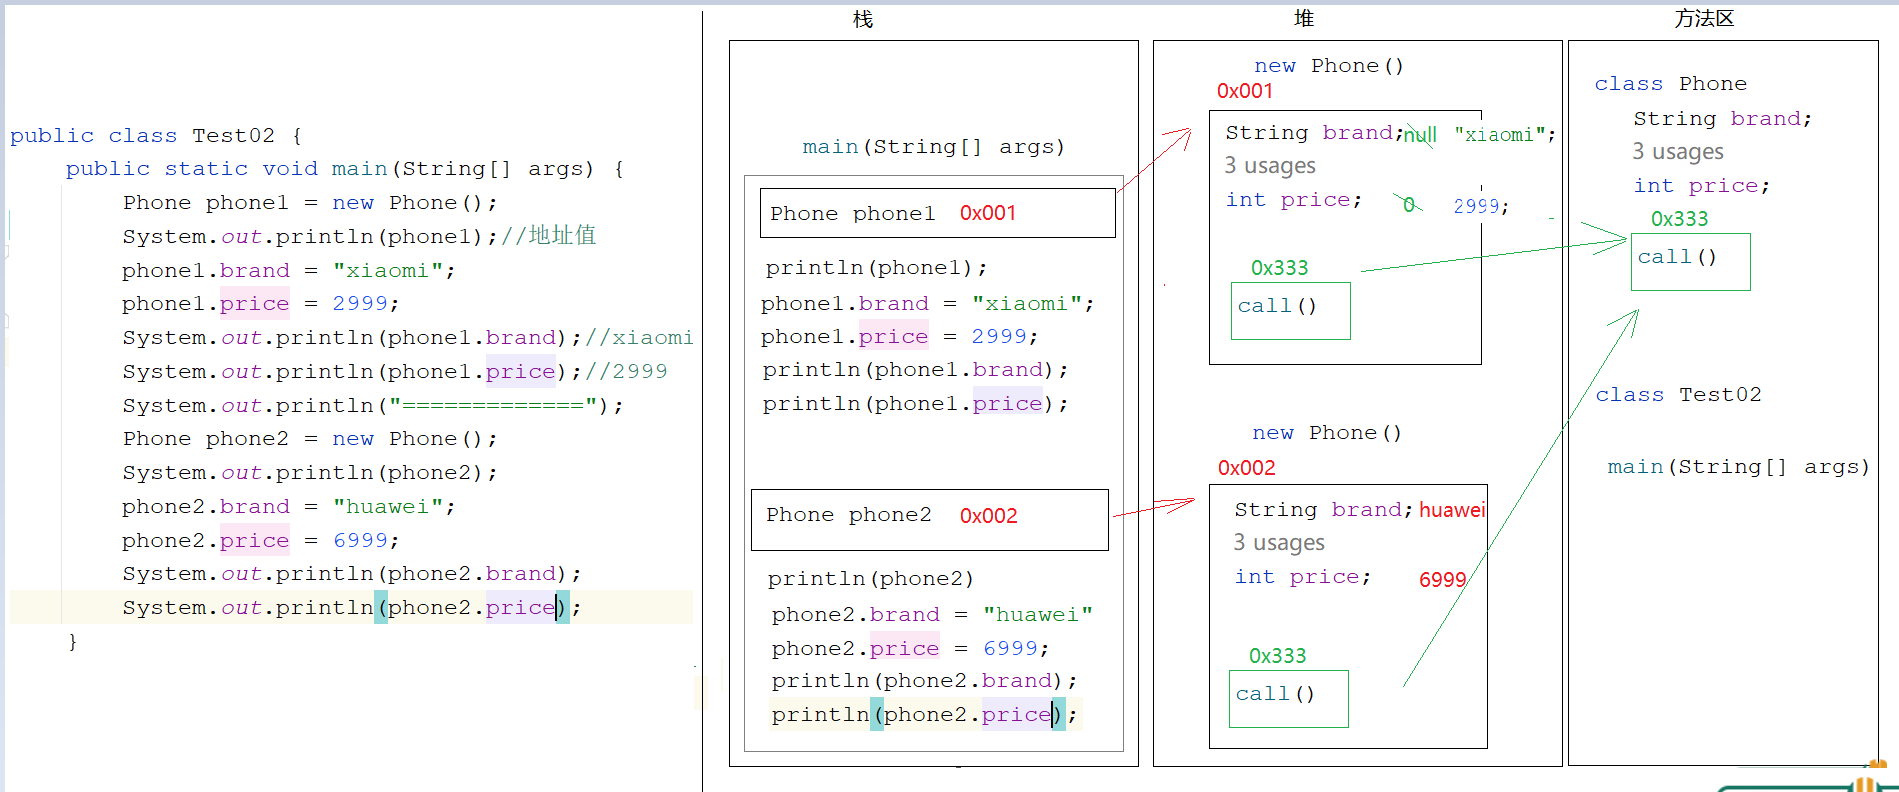 public class Test02 {
public static void main(String[] args) {
Phone phone1 = new Phone();
System.out.println(phone1);//地址值
phone1.brand = "xiaomi";
phone1.price = 2999;
System.out.println(phone1.brand);//xiaomi
System.out.println(phone1.price);//2999
System.out.println("=============");
Phone phone2 = new Phone();
System.out.println(phone2);
phone2.brand = "huawei";
phone2.price = 6999;
System.out.println(phone2.brand);
System.out.println(phone2.price);
}
栈
main(String[] args)
Phone phone1 0x001
println(phone1);
phone1.brand = "xiaomi";
phone1.price = 2999;
println(phone1.brand);
println(phone1.price);
Phone phone2 0x002
println(phone2)
phone2.brand = "huawei"
phone2.price = 6999;
println(phone2.brand);
println(phone2.price);
堆
new Phone()
0x001
String brand; null "xiaomi";
3 usages
int price; 0 2999;
0x333
call()
new Phone()
0x002
String brand; huawei
3 usages
int price; 6999
0x333
call()
方法区
class Phone
String brand;
3 usages
int price;
0x333
call()
class Test02
main(String[] args)